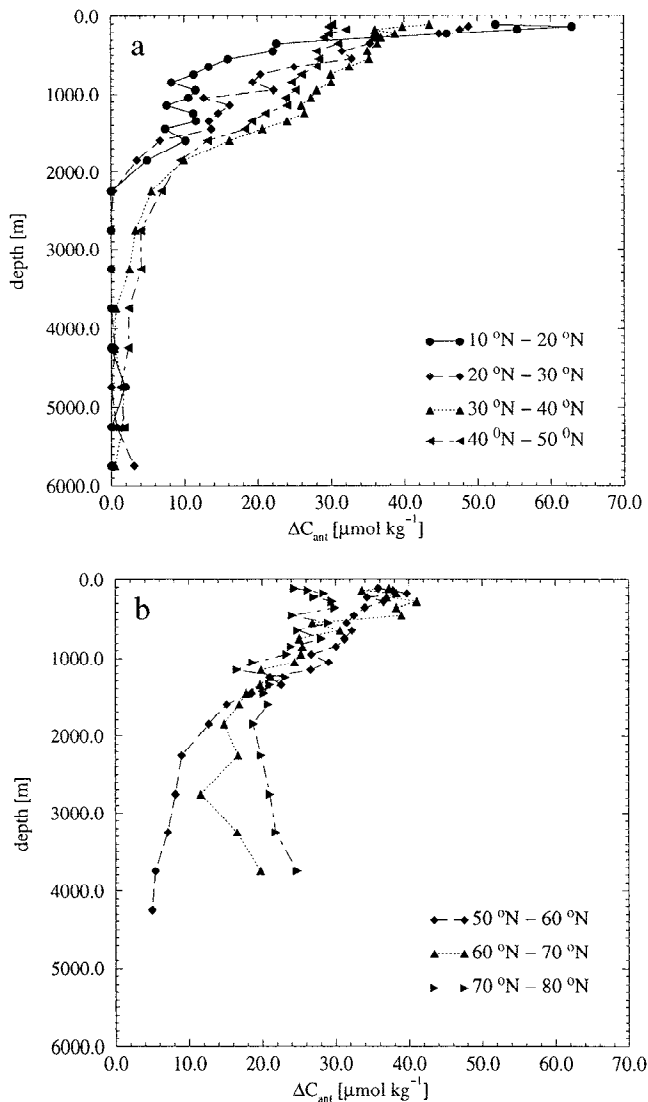 a
0.0
1000.0
2000.0
3000.0
4000.0
5000.0
6000.0
depth [m]
10 °N – 20 °N
20 °N – 30 °N
30 °N – 40 °N
40 ⁰N – 50 ⁰N
0.0 10.0 20.0 30.0 40.0 50.0 60.0 70.0
ΔC_ant [μmol kg⁻¹]
b
0.0
1000.0
2000.0
3000.0
4000.0
5000.0
6000.0
depth [m]
50 °N – 60 °N
60 °N – 70 °N
70 °N – 80 °N
0.0 10.0 20.0 30.0 40.0 50.0 60.0 70.0
ΔC_ant [μmol kg⁻¹]